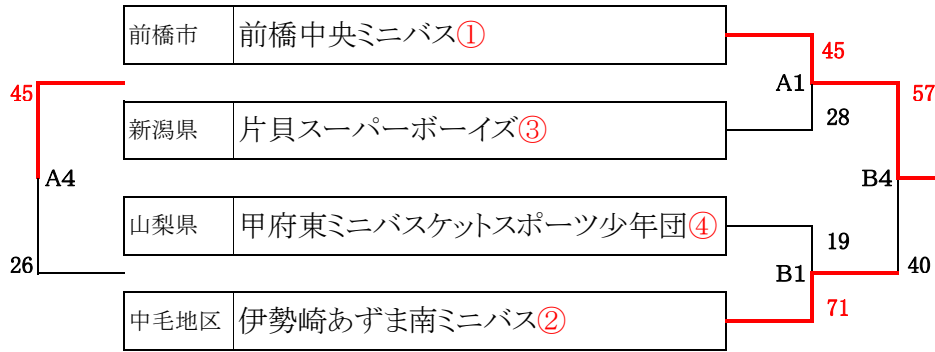 前橋市 前橋中央ミニバス①
45
45
A1
57
新潟県 片貝スーパーボーイズ③
28
A4
B4
山梨県 甲府東ミニバスケットスポーツ少年団④
19
26
B1
40
中毛地区 伊勢崎あずま南ミニバス②
71